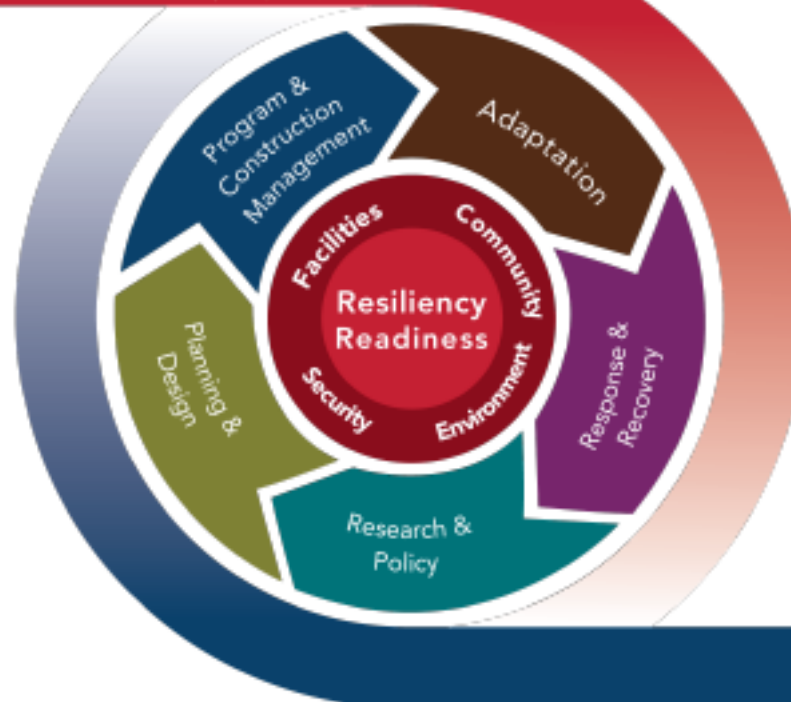 Program &
Construction
Management
Adaptation
Response &
Recovery
Research &
Policy
Planning &
Design
Facilities
Community
Environment
Security
Resiliency
Readiness